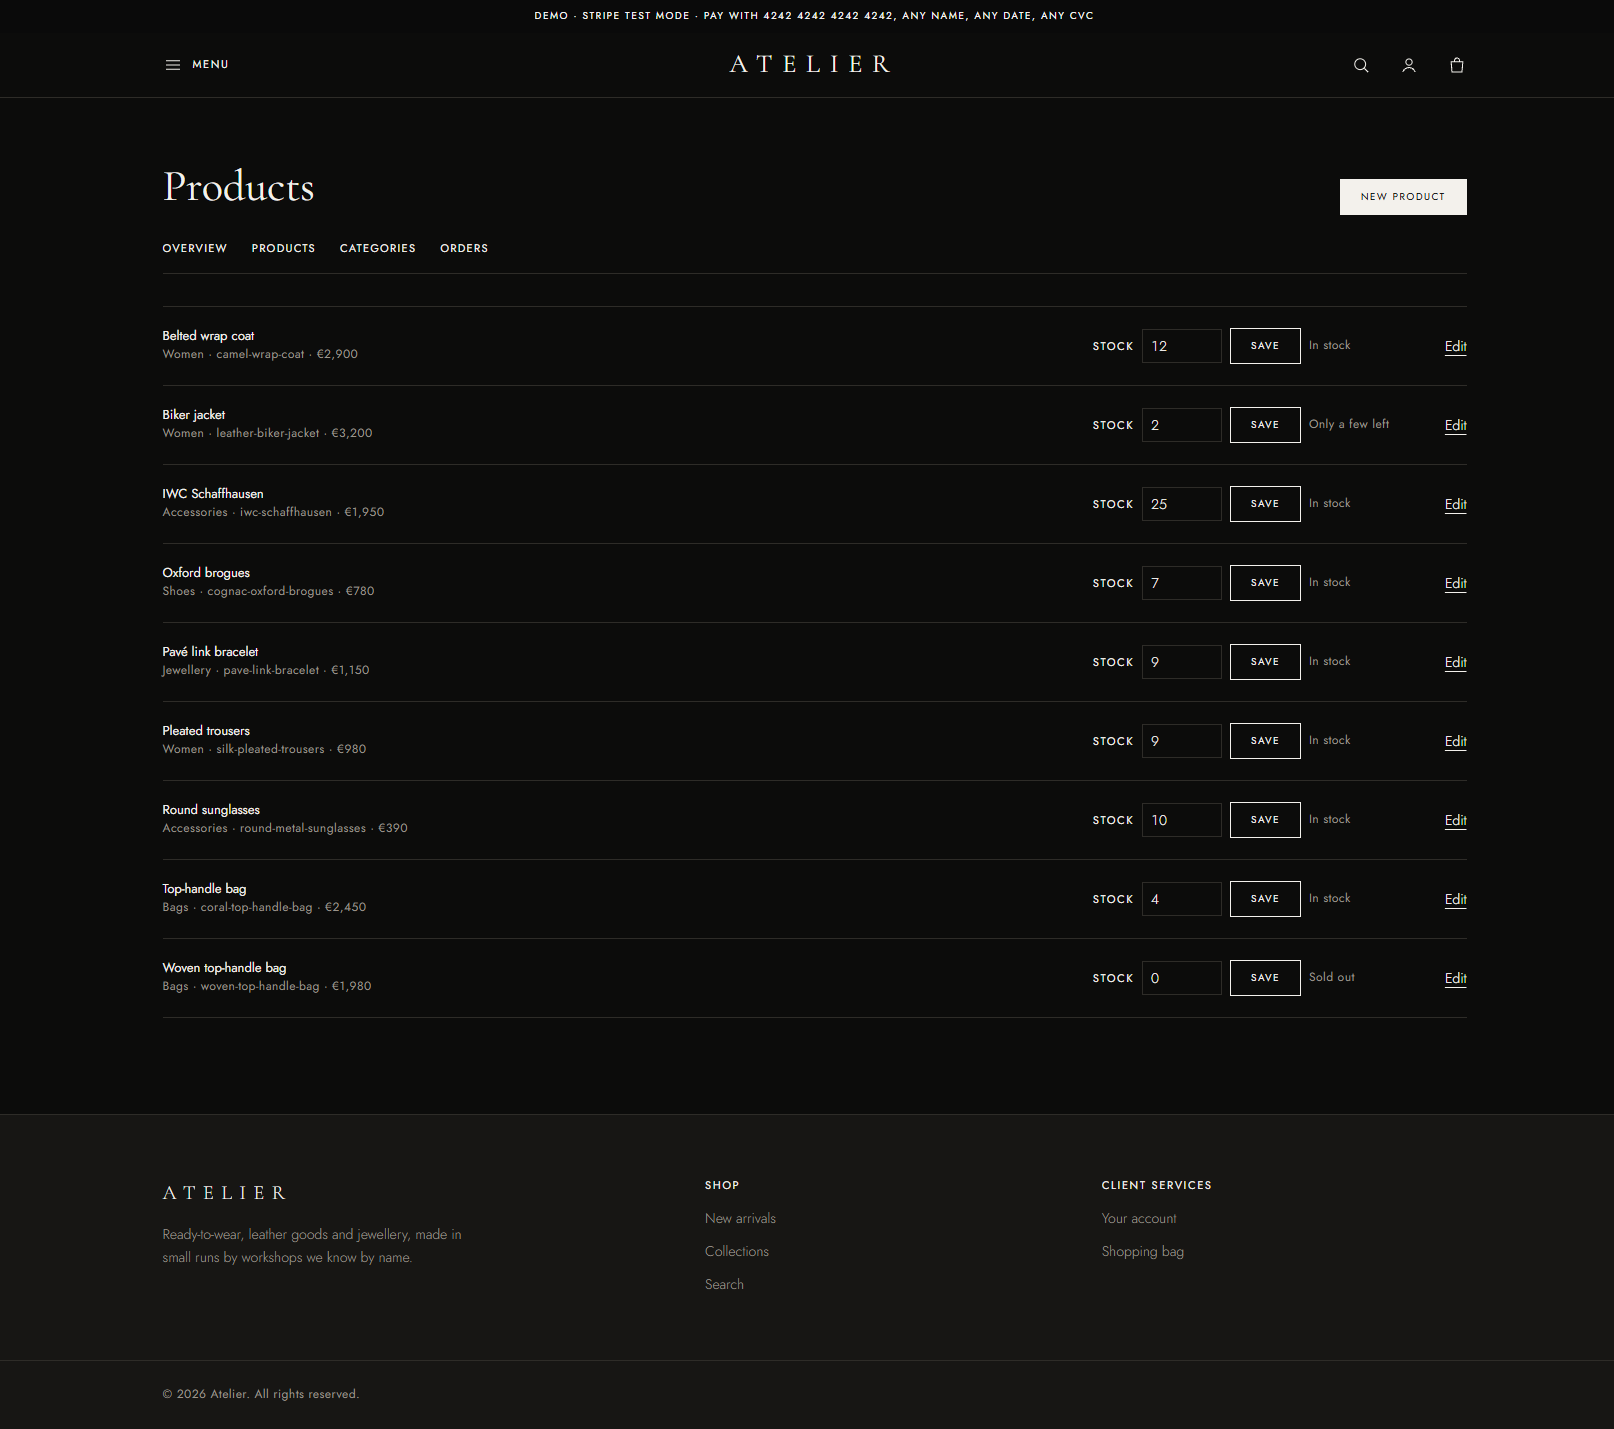 DEMO · STRIPE TEST MODE · PAY WITH 4242 4242 4242 4242, ANY NAME, ANY DATE, ANY CVC
MENU
ATELIER
Products
NEW PRODUCT
OVERVIEW PRODUCTS CATEGORIES ORDERS
Belted wrap coat
Women · camel-wrap-coat · €2,900
STOCK 12 SAVE In stock Edit
Biker jacket
Women · leather-biker-jacket · €3,200
STOCK 2 SAVE Only a few left Edit
IWC Schaffhausen
Accessories · iwc-schaffhausen · €1,950
STOCK 25 SAVE In stock Edit
Oxford brogues
Shoes · cognac-oxford-brogues · €780
STOCK 7 SAVE In stock Edit
Pavé link bracelet
Jewellery · pave-link-bracelet · €1,150
STOCK 9 SAVE In stock Edit
Pleated trousers
Women · silk-pleated-trousers · €980
STOCK 9 SAVE In stock Edit
Round sunglasses
Accessories · round-metal-sunglasses · €390
STOCK 10 SAVE In stock Edit
Top-handle bag
Bags · coral-top-handle-bag · €2,450
STOCK 4 SAVE In stock Edit
Woven top-handle bag
Bags · woven-top-handle-bag · €1,980
STOCK 0 SAVE Sold out Edit
ATELIER
Ready-to-wear, leather goods and jewellery, made in
small runs by workshops we know by name.
SHOP
New arrivals
Collections
Search
CLIENT SERVICES
Your account
Shopping bag
© 2026 Atelier. All rights reserved.